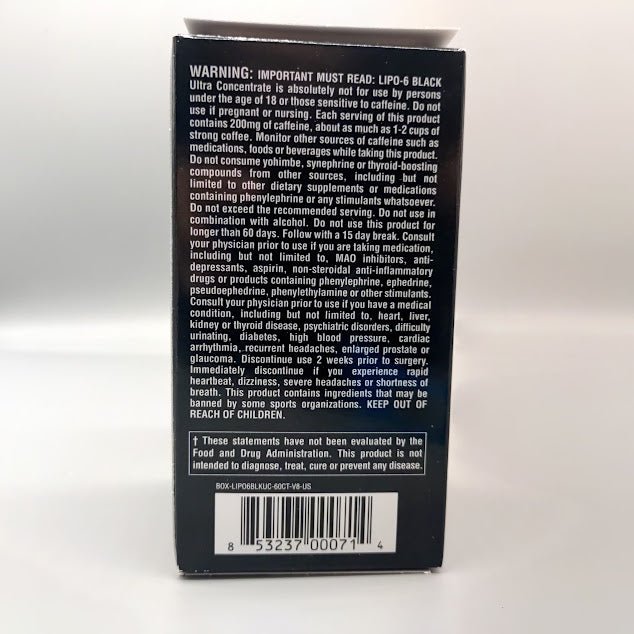 WARNING: IMPORTANT MUST READ: LIPO-6 BLACK
Ultra Concentrate is absolutely not for use by persons
under the age of 18 or those sensitive to caffeine. Do not
use if pregnant or nursing. Each serving of this product
contains 200mg of caffeine, about as much as 1-2 cups of
strong coffee. Monitor other sources of caffeine such as
medications, foods or beverages while taking this product.
Do not consume yohimbe, synephrine or thyroid-boosting
compounds from other sources, including but not
limited to other dietary supplements or medications
containing phenylephrine or any stimulants whatsoever.
Do not exceed the recommended serving. Do not use in
combination with alcohol. Do not use this product for
longer than 60 days. Follow with a 15 day break. Consult
your physician prior to use if you are taking medication,
including but not limited to, MAO inhibitors, anti-
depressants, aspirin, non-steroidal anti-inflammatory
drugs or products containing phenylephrine, ephedrine,
pseudoephedrine, phenylethylamine or other stimulants.
Consult your physician prior to use if you have a medical
condition, including but not limited to, heart, liver,
kidney or thyroid disease, psychiatric disorders, difficulty
urinating, diabetes, high blood pressure, cardiac
arrhythmia, recurrent headaches, enlarged prostate or
glaucoma. Discontinue use 2 weeks prior to surgery.
Immediately discontinue if you experience rapid
heartbeat, dizziness, severe headaches or shortness of
breath. This product contains ingredients that may be
banned by some sports organizations. KEEP OUT OF
REACH OF CHILDREN.
† These statements have not been evaluated by the
Food and Drug Administration. This product is not
intended to diagnose, treat, cure or prevent any disease.
BOX-LIPO6BLKUC-60CT-V8-US
8 53237 00071 4